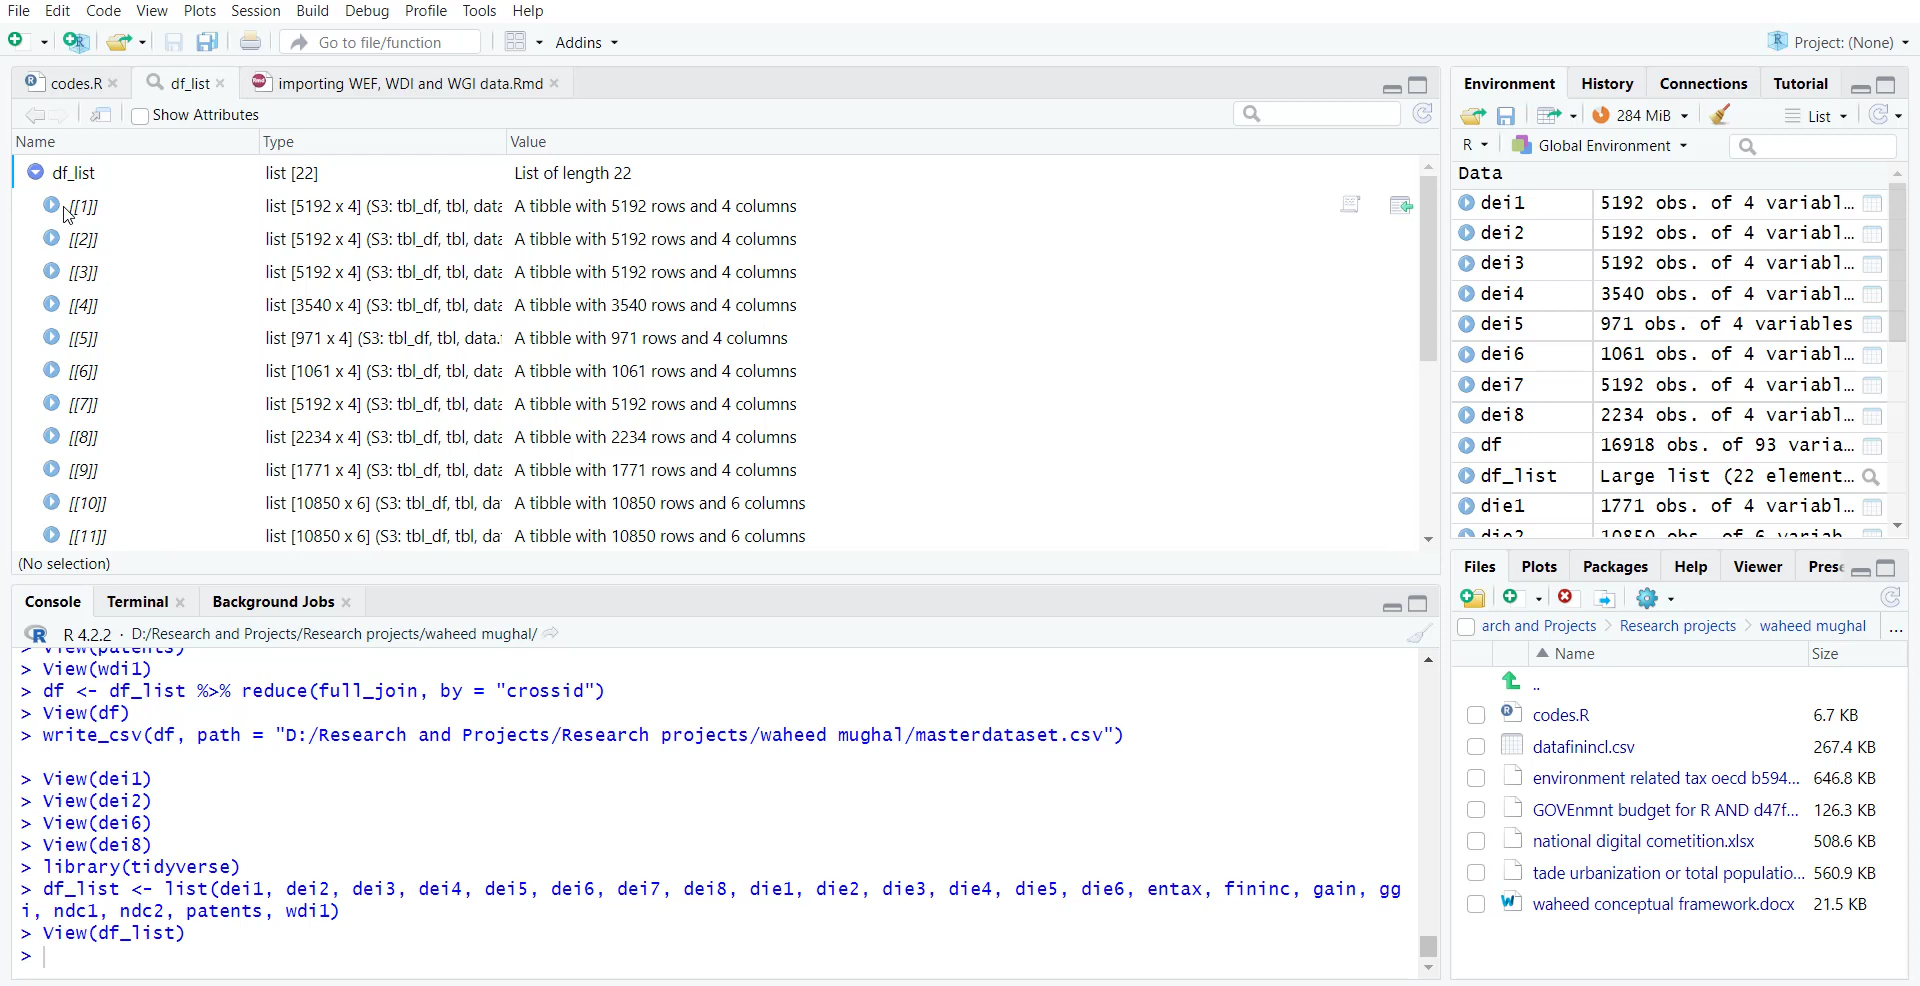 File Edit Code View Plots Session Build Debug Profile Tools Help
Go to file/function Addins Project: (None)
codes.R df_list importing WEF, WDI and WGI data.Rmd
Show Attributes
Name Type Value
df_list list [22] List of length 22
[[1]] list [5192 x 4] (S3: tbl_df, tbl, data A tibble with 5192 rows and 4 columns
[[2]] list [5192 x 4] (S3: tbl_df, tbl, data A tibble with 5192 rows and 4 columns
[[3]] list [5192 x 4] (S3: tbl_df, tbl, data A tibble with 5192 rows and 4 columns
[[4]] list [3540 x 4] (S3: tbl_df, tbl, data A tibble with 3540 rows and 4 columns
[[5]] list [971 x 4] (S3: tbl_df, tbl, data. A tibble with 971 rows and 4 columns
[[6]] list [1061 x 4] (S3: tbl_df, tbl, data A tibble with 1061 rows and 4 columns
[[7]] list [5192 x 4] (S3: tbl_df, tbl, data A tibble with 5192 rows and 4 columns
[[8]] list [2234 x 4] (S3: tbl_df, tbl, data A tibble with 2234 rows and 4 columns
[[9]] list [1771 x 4] (S3: tbl_df, tbl, data A tibble with 1771 rows and 4 columns
[[10]] list [10850 x 6] (S3: tbl_df, tbl, da A tibble with 10850 rows and 6 columns
[[11]] list [10850 x 6] (S3: tbl_df, tbl, da A tibble with 10850 rows and 6 columns
(No selection)
Console Terminal Background Jobs
R 4.2.2 · D:/Research and Projects/Research projects/waheed mughal/
> View(patents)
> View(wdi1)
> df <- df_list %>% reduce(full_join, by = "crossid")
> View(df)
> write_csv(df, path = "D:/Research and Projects/Research projects/waheed mughal/masterdataset.csv")
> View(dei1)
> View(dei2)
> View(dei6)
> View(dei8)
> library(tidyverse)
> df_list <- list(dei1, dei2, dei3, dei4, dei5, dei6, dei7, dei8, die1, die2, die3, die4, die5, die6, entax, fininc, gain, gg
i, ndc1, ndc2, patents, wdi1)
> View(df_list)
>
Environment History Connections Tutorial
284 MiB List
R Global Environment
Data
dei1 5192 obs. of 4 variabl…
dei2 5192 obs. of 4 variabl…
dei3 5192 obs. of 4 variabl…
dei4 3540 obs. of 4 variabl…
dei5 971 obs. of 4 variables
dei6 1061 obs. of 4 variabl…
dei7 5192 obs. of 4 variabl…
dei8 2234 obs. of 4 variabl…
df 16918 obs. of 93 varia…
df_list Large list (22 element…
die1 1771 obs. of 4 variabl…
die2 10850 obs. of 6 variab…
Files Plots Packages Help Viewer Prese
arch and Projects Research projects waheed mughal ...
Name Size
..
codes.R 6.7 KB
datafinincl.csv 267.4 KB
environment related tax oecd b594... 646.8 KB
GOVEnmnt budget for R AND d47f... 126.3 KB
national digital cometition.xlsx 508.6 KB
tade urbanization or total populatio... 560.9 KB
waheed conceptual framework.docx 21.5 KB